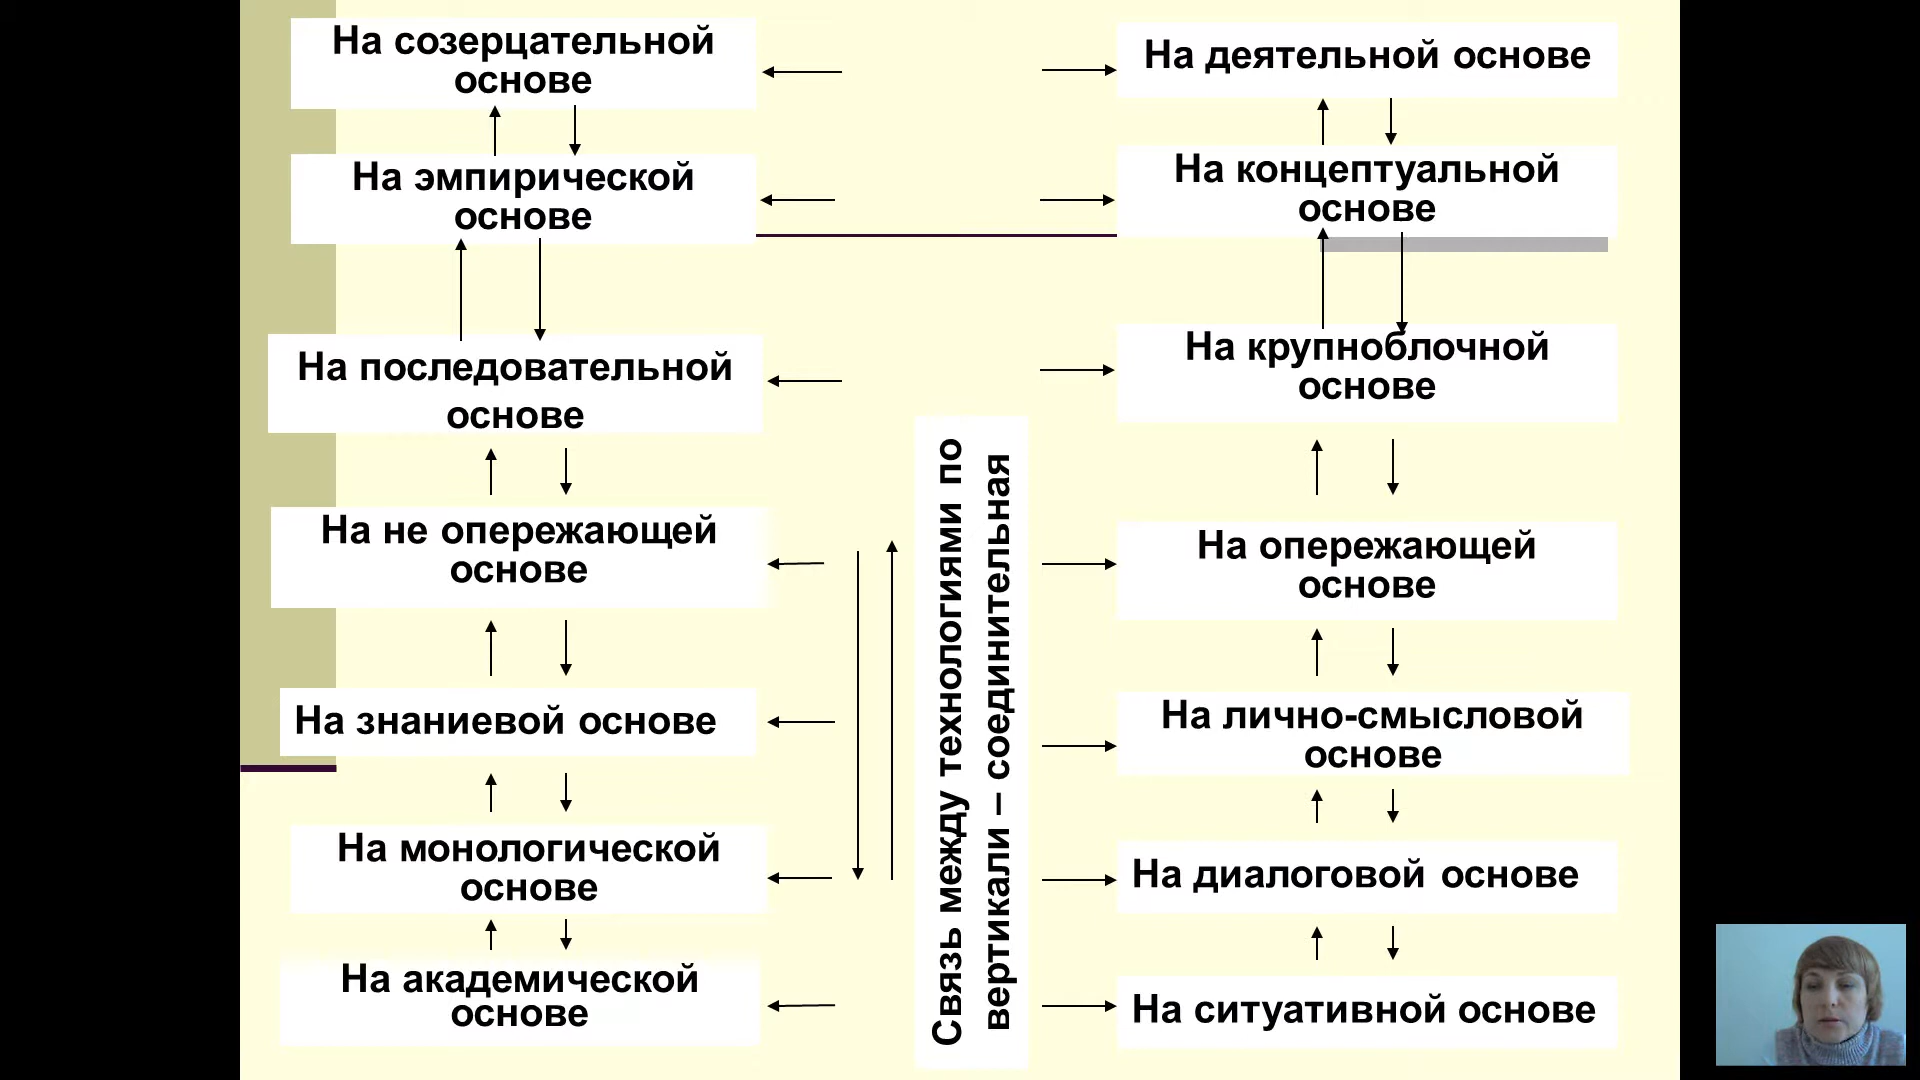 На созерцательной
основе
На деятельной основе
На эмпирической
основе
На концептуальной
основе
На последовательной
основе
На крупноблочной
основе
На не опережающей
основе
На опережающей
основе
На знаниевой основе
На лично-смысловой
основе
На монологической
основе
На диалоговой основе
На академической
основе
На ситуативной основе
Связь между технологиями по
вертикали – соединительная